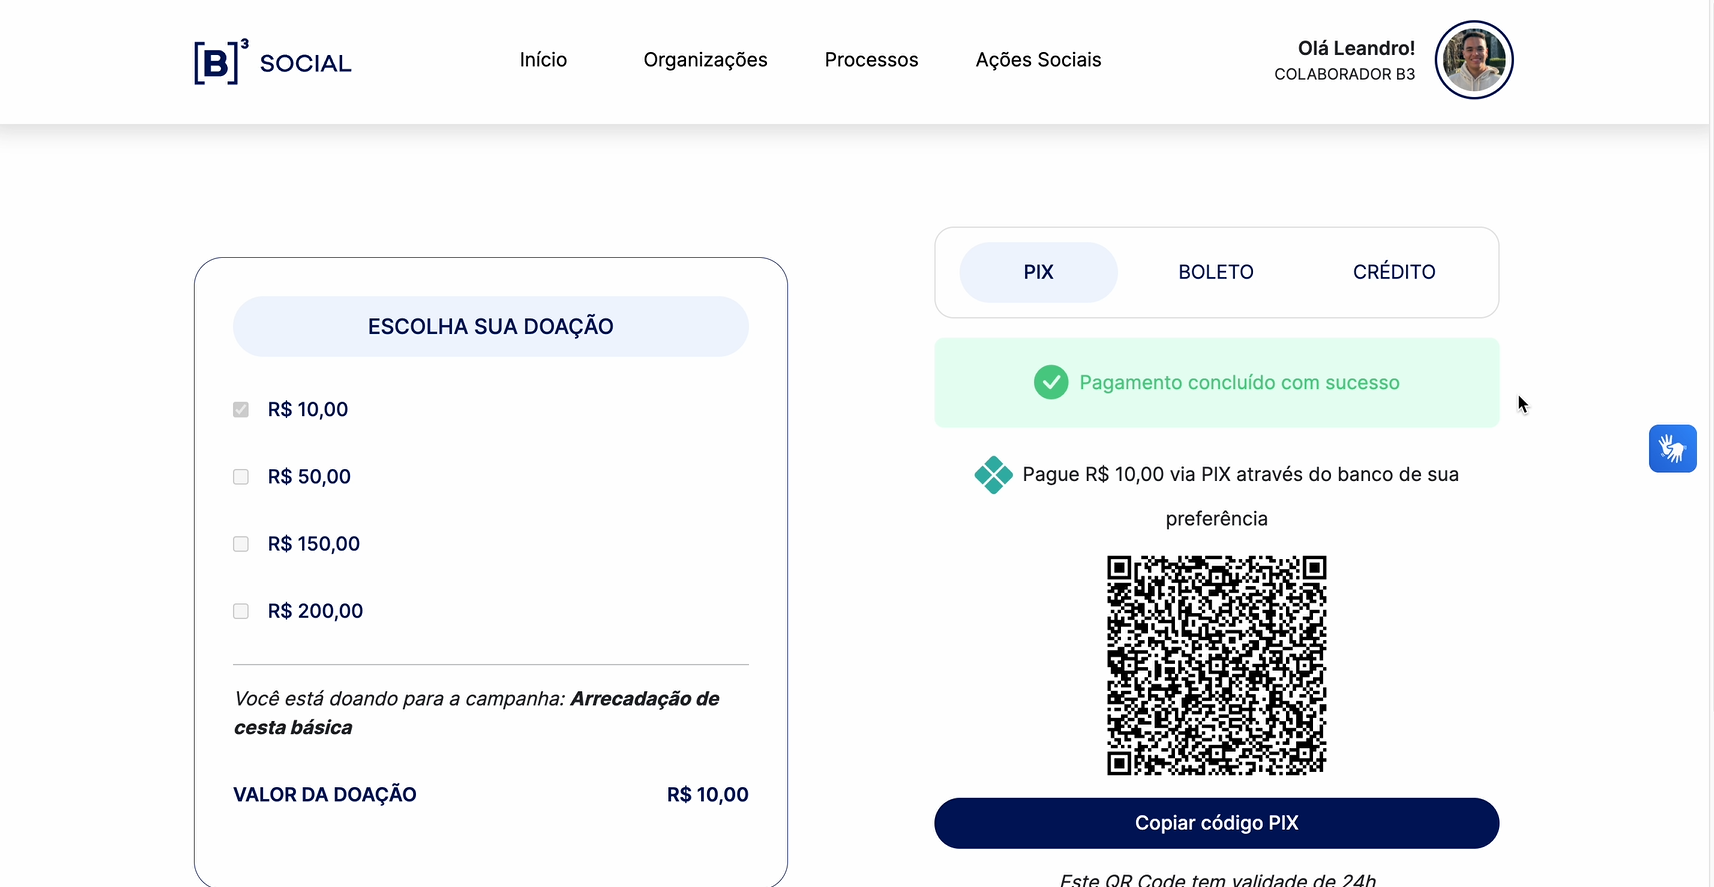 [B]³ SOCIAL
Início
Organizações
Processos
Ações Sociais
Olá Leandro!
COLABORADOR B3
ESCOLHA SUA DOAÇÃO
R$ 10,00
R$ 50,00
R$ 150,00
R$ 200,00
Você está doando para a campanha: Arrecadação de
cesta básica
VALOR DA DOAÇÃO R$ 10,00
PIX
BOLETO
CRÉDITO
Pagamento concluído com sucesso
Pague R$ 10,00 via PIX através do banco de sua
preferência
Copiar código PIX
Este QR Code tem validade de 24h